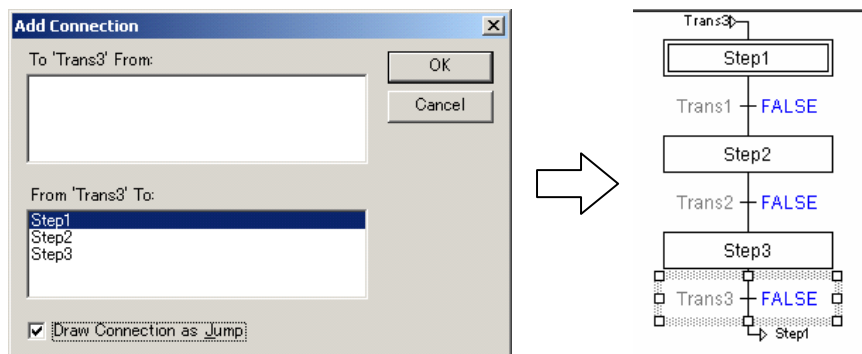 Add Connection
To 'Trans3' From:
OK
Cancel
From 'Trans3' To:
Step1
Step2
Step3
Draw Connection as Jump
Trans3
Step1
Trans1 FALSE
Step2
Trans2 FALSE
Step3
Trans3 FALSE
Step1